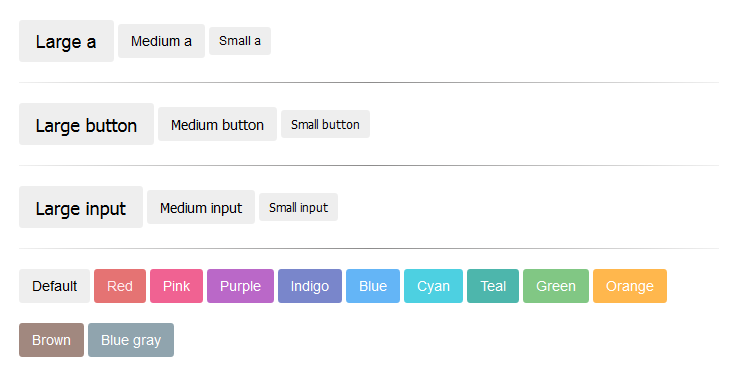 Large a Medium a Small a
Large button Medium button Small button
Large input Medium input Small input
Default Red Pink Purple Indigo Blue Cyan Teal Green Orange
Brown Blue gray